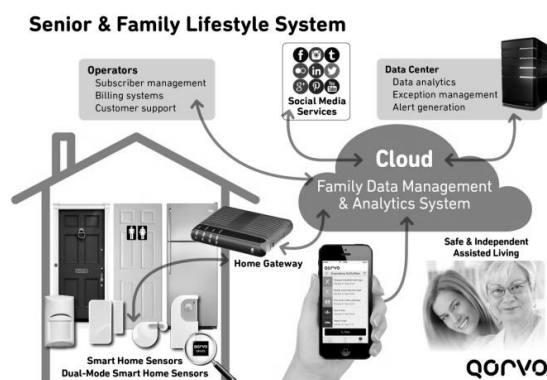 Senior & Family Lifestyle System
Operators
Subscriber management
Billing systems
Customer support
Social Media
Services
Data Center
Data analytics
Exception management
Alert generation
Cloud
Family Data Management
& Analytics System
Home Gateway
Safe & Independent
Assisted Living
Smart Home Sensors
Dual-Mode Smart Home Sensors
QORVO
QORVO
QORVO